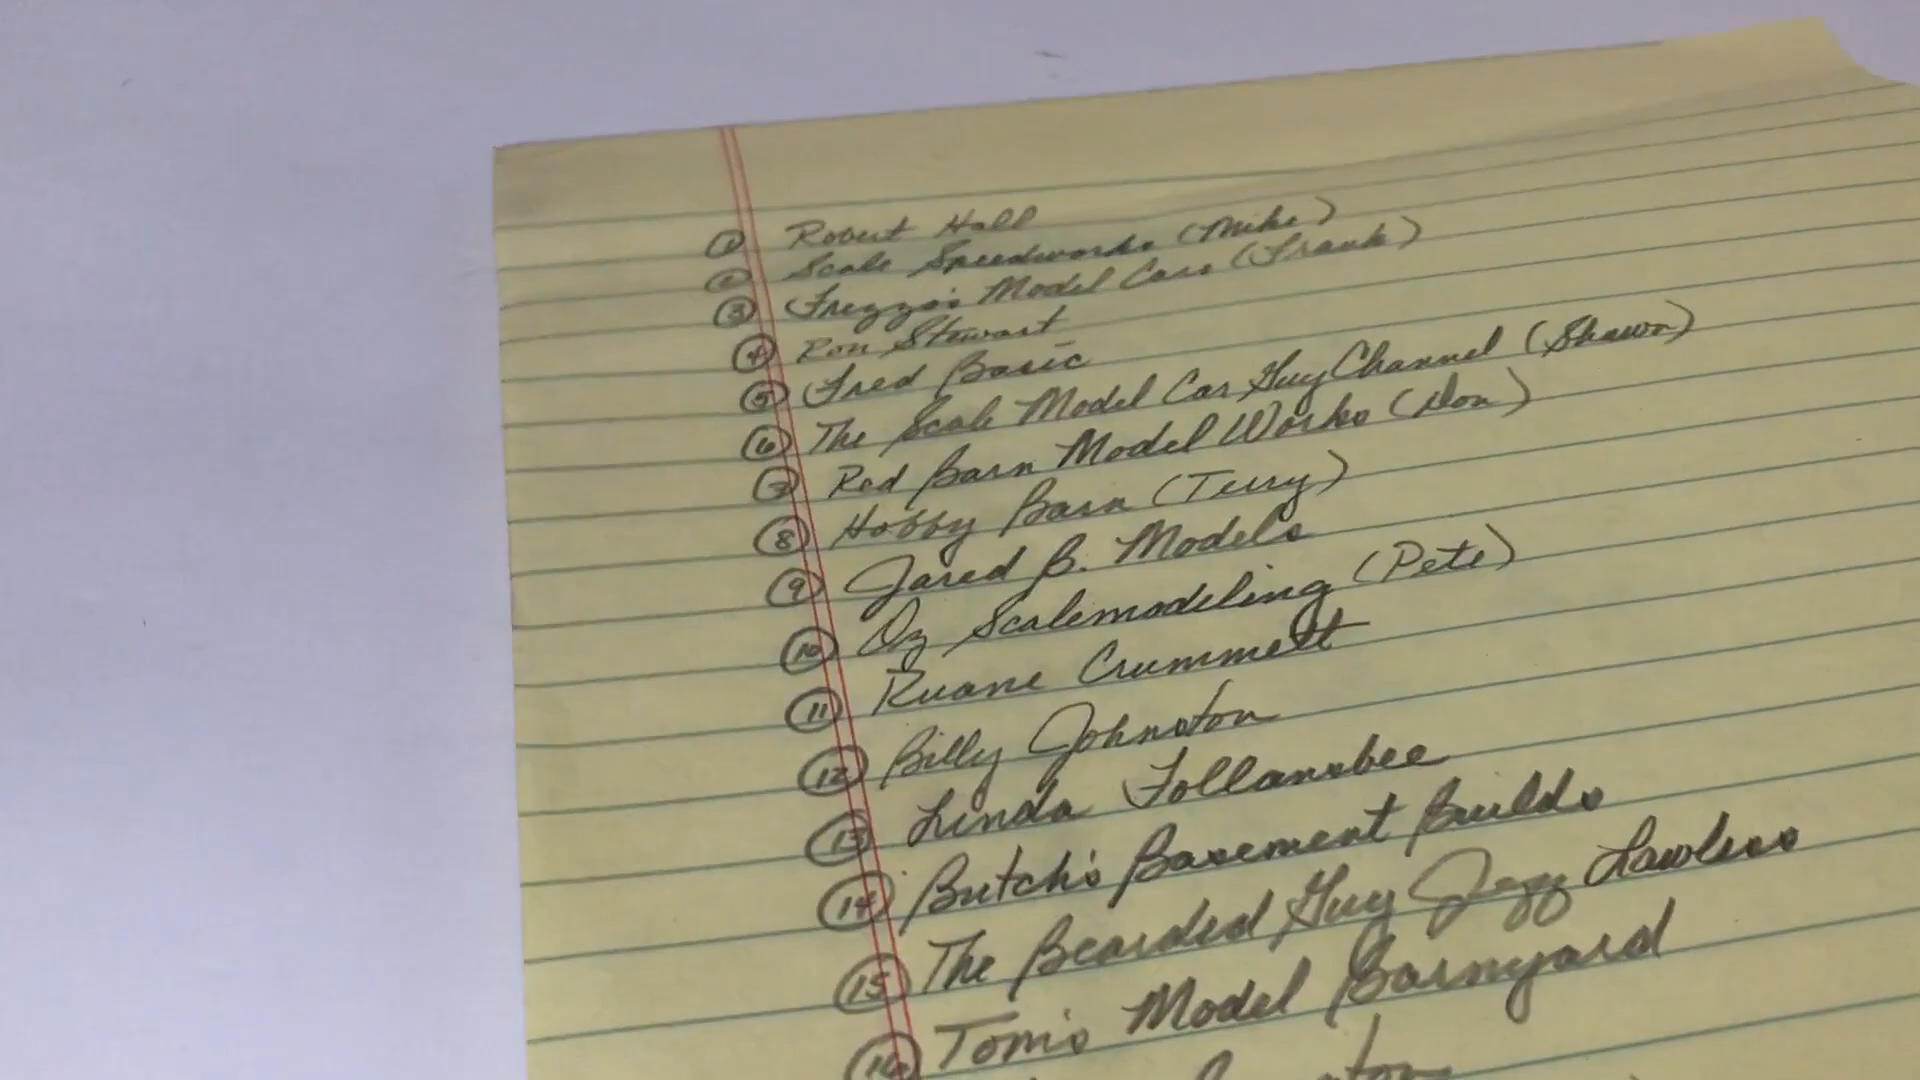 ① Robert Hall
② Scale Speedworks (Mike)
③ Frezzo's Model Cars (Frank)
④ Ron Stewart
⑤ Fred Basic
⑥ The Scale Model Car Guy Channel (Shawn)
⑦ Red Barn Model Works (Don)
⑧ Hobby Barn (Terry)
⑨ Jared B. Models
⑩ Oz Scalemodeling (Pete)
⑪ Ruane Crummett
⑫ Billy Johnston
⑬ Linda Follansbee
⑭ Butch's Basement Builds
⑮ The Bearded Guy Jazz Lawless
⑯ Tom's Model Barnyard